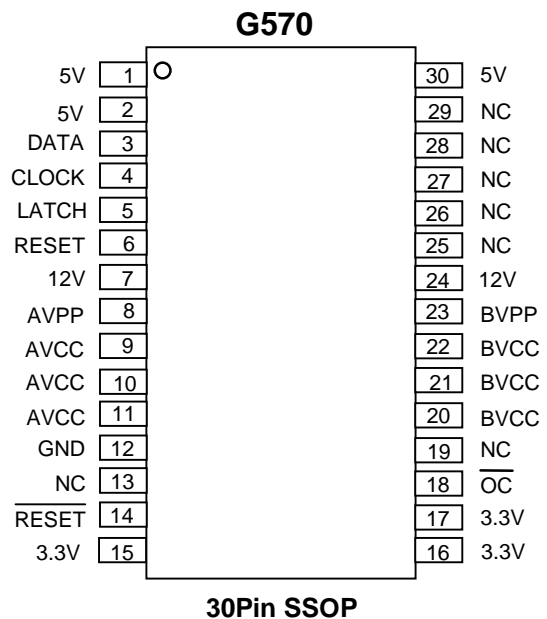 G570
5V 1 30 5V
5V 2 29 NC
DATA 3 28 NC
CLOCK 4 27 NC
LATCH 5 26 NC
RESET 6 25 NC
12V 7 24 12V
AVPP 8 23 BVPP
AVCC 9 22 BVCC
AVCC 10 21 BVCC
AVCC 11 20 BVCC
GND 12 19 NC
NC 13 18 O̅C̅
R̅E̅S̅E̅T̅ 14 17 3.3V
3.3V 15 16 3.3V
30Pin SSOP